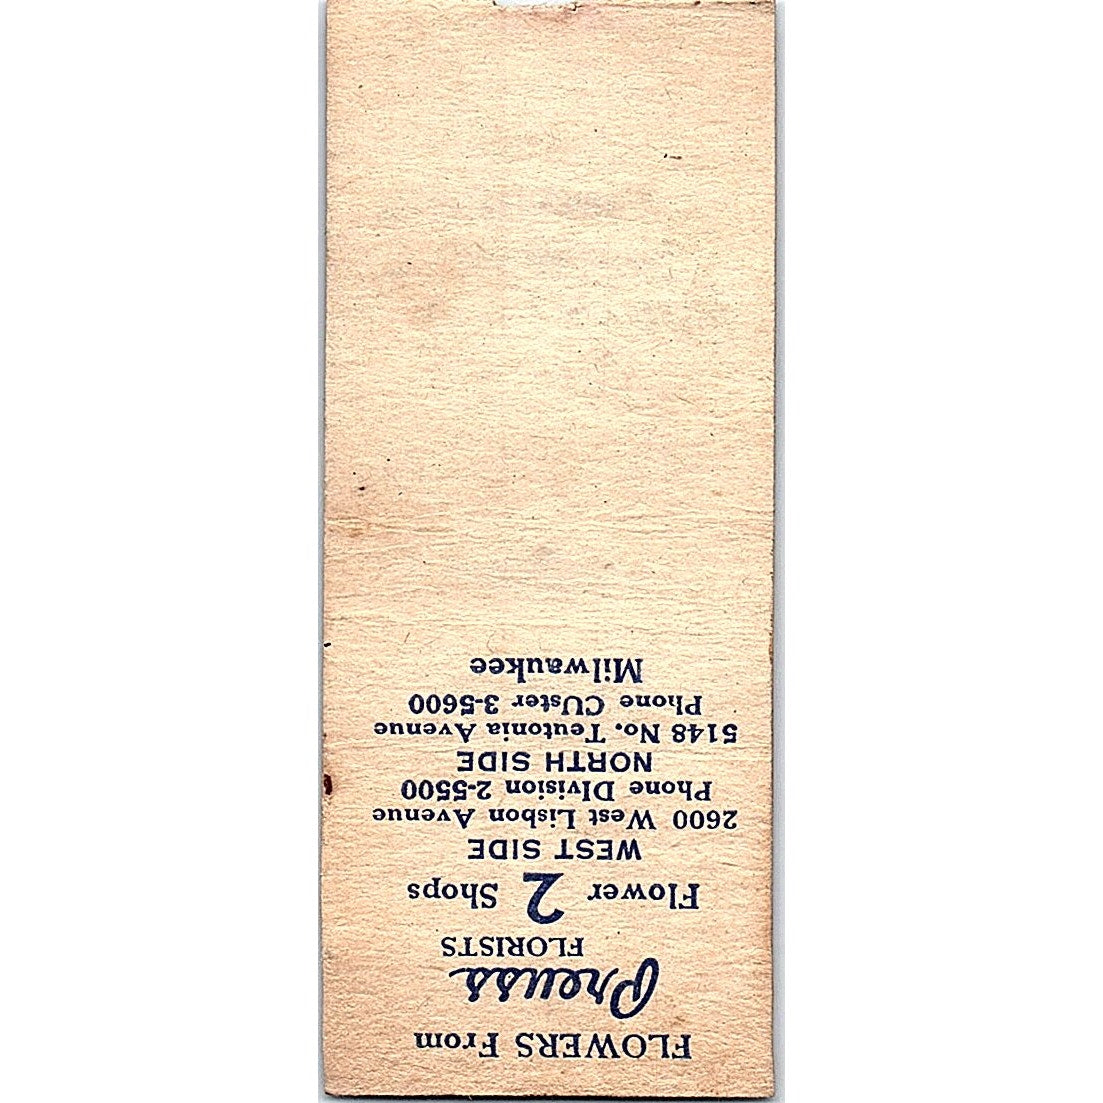 FLOWERS From
Preuss
FLORISTS
Flower 2 Shops
WEST SIDE
2600 West Lisbon Avenue
Phone DIvision 2-5500
NORTH SIDE
5148 No. Teutonia Avenue
Phone CUster 3-5600
Milwaukee